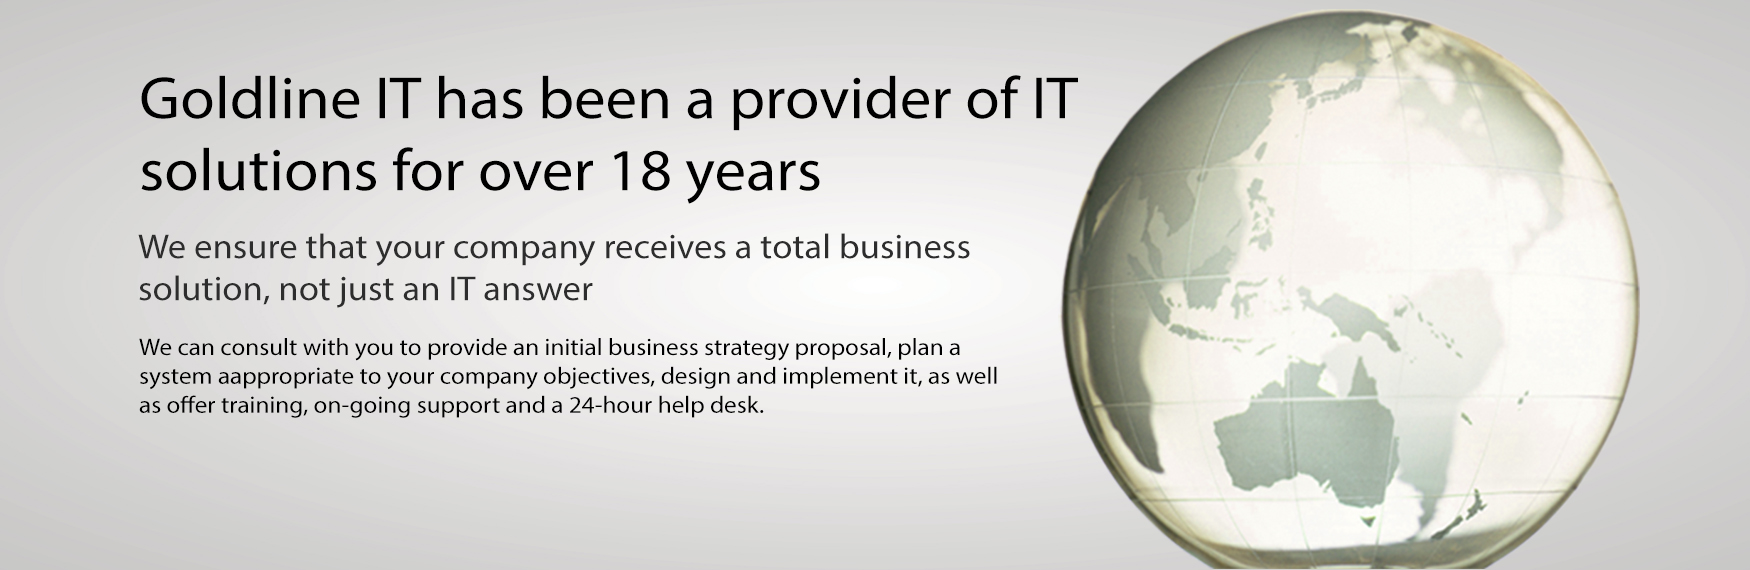 Goldline IT has been a provider of IT
solutions for over 18 years
We ensure that your company receives a total business
solution, not just an IT answer
We can consult with you to provide an initial business strategy proposal, plan a
system aappropriate to your company objectives, design and implement it, as well
as offer training, on-going support and a 24-hour help desk.